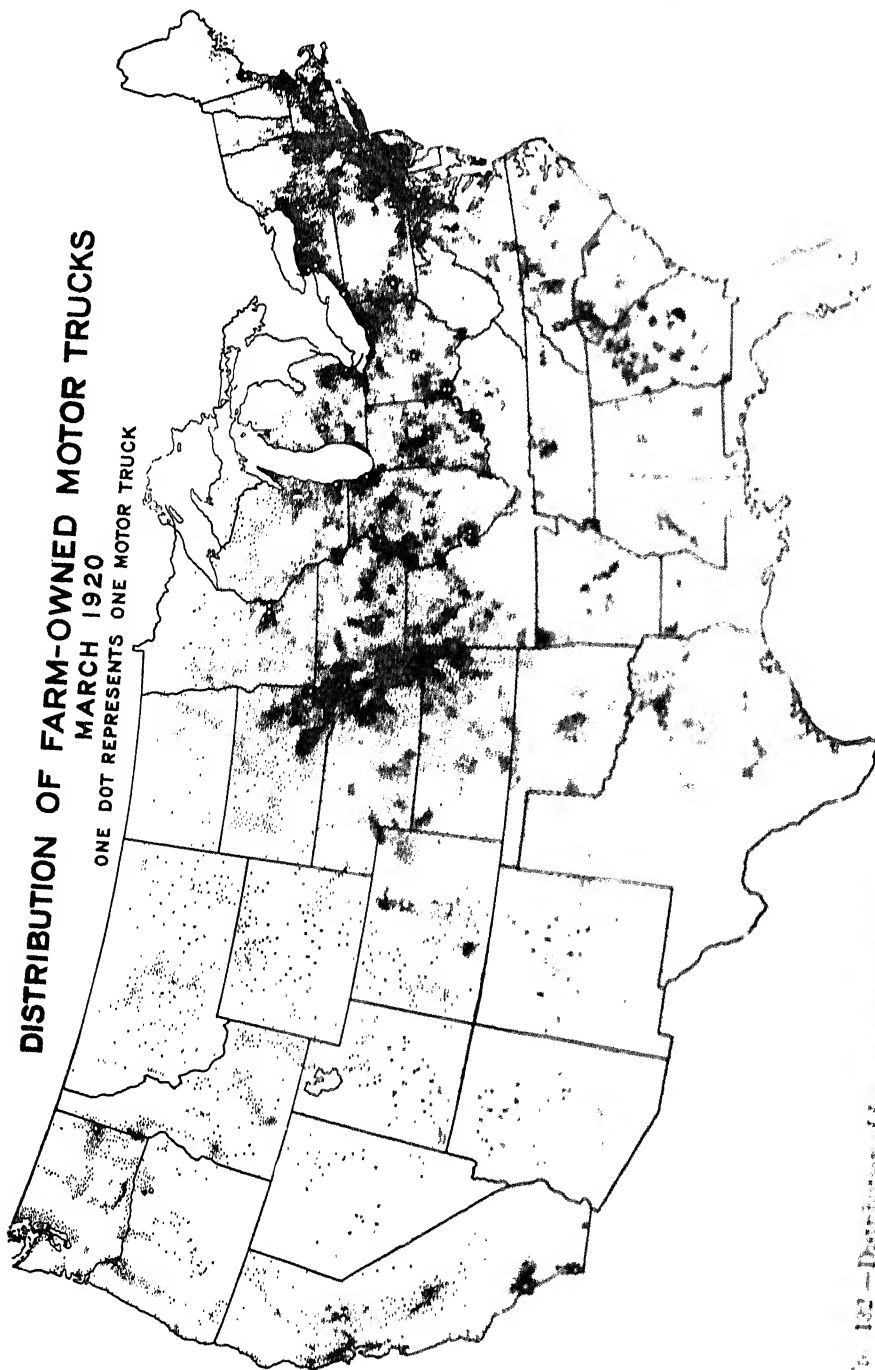 DISTRIBUTION OF FARM-OWNED MOTOR TRUCKS
MARCH 1920
ONE DOT REPRESENTS ONE MOTOR TRUCK